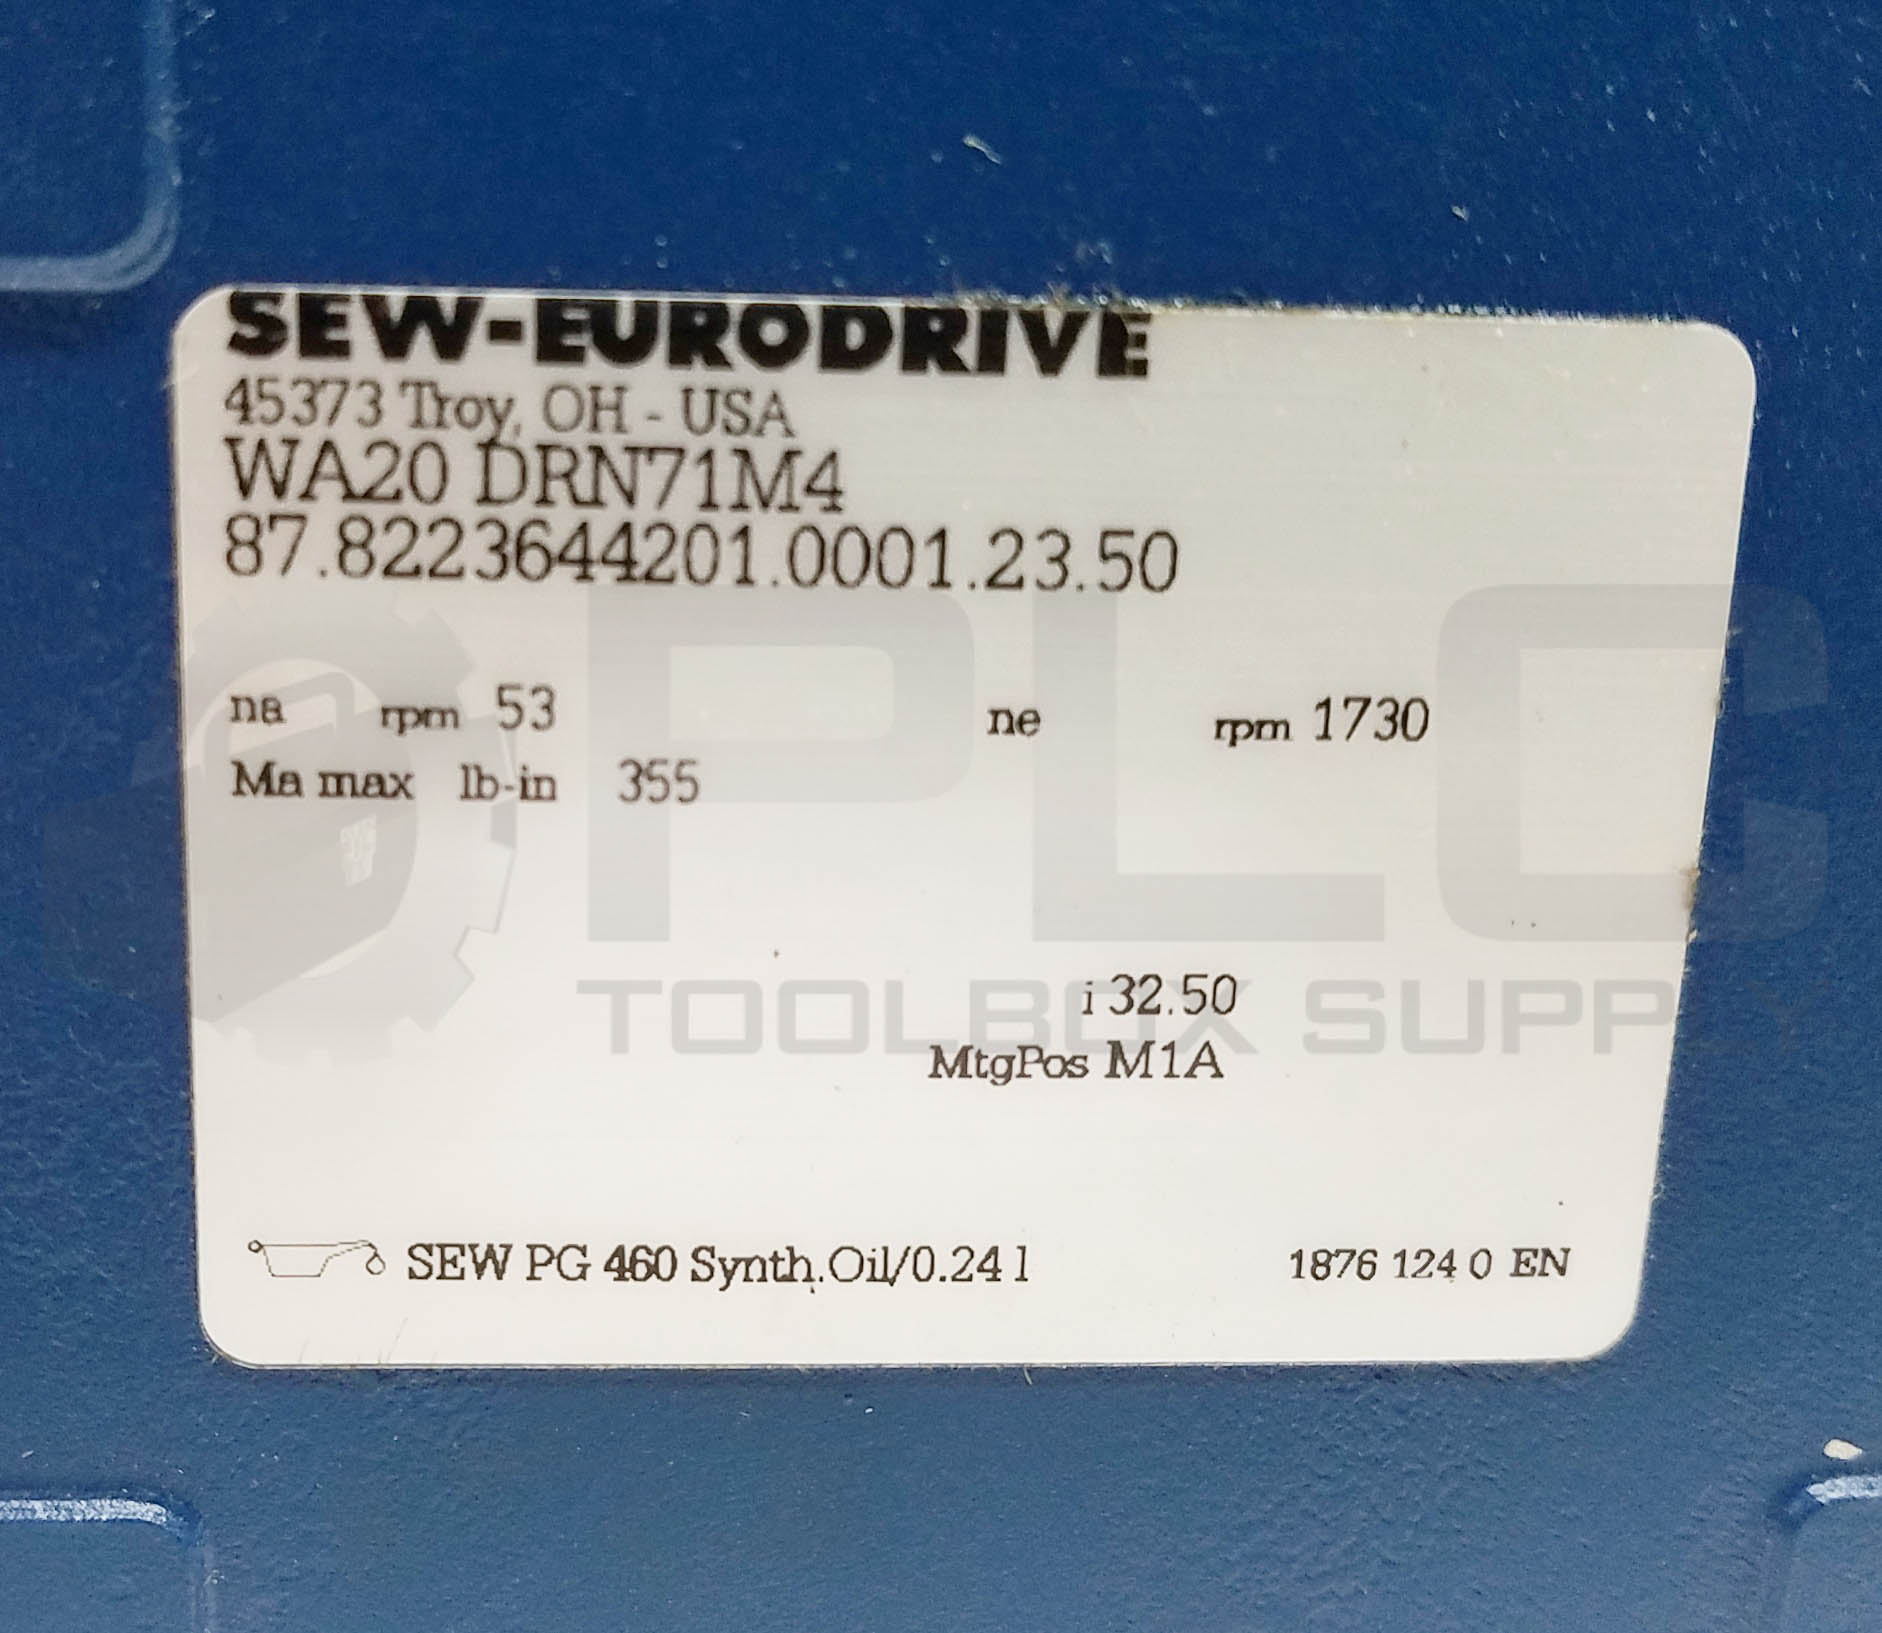 SEW-EURODRIVE
45373 Troy, OH - USA
WA20 DRN71M4
87.8223644201.0001.23.50
na rpm 53 ne rpm 1730
Ma max lb-in 355
PLC
TOOLBOX SUPPLY
i 32.50
MtgPos M1A
SEW PG 460 Synth.Oil/0.24 l 1876 124 0 EN